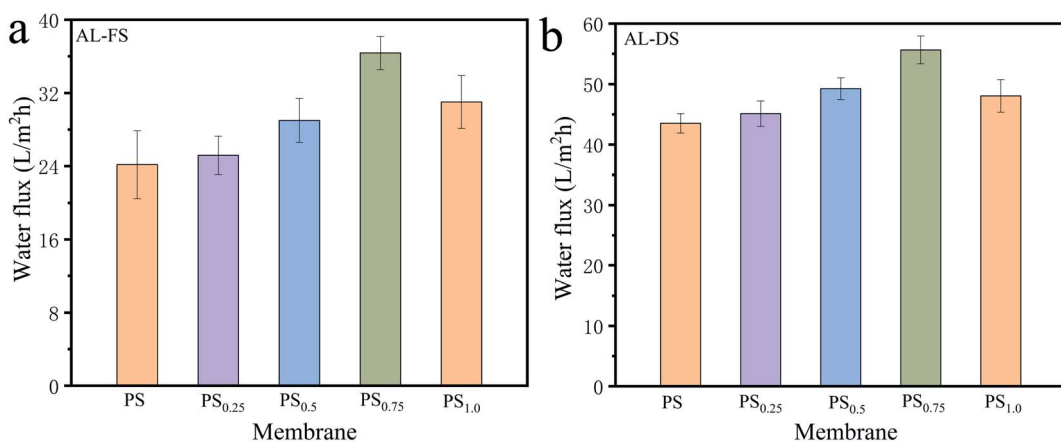 a
AL-FS
Water flux (L/m²h)
40
32
24
16
8
0
PS
PS₀.₂₅
PS₀.₅
PS₀.₇₅
PS₁.₀
Membrane
b
AL-DS
Water flux (L/m²h)
60
50
40
30
20
10
0
PS
PS₀.₂₅
PS₀.₅
PS₀.₇₅
PS₁.₀
Membrane